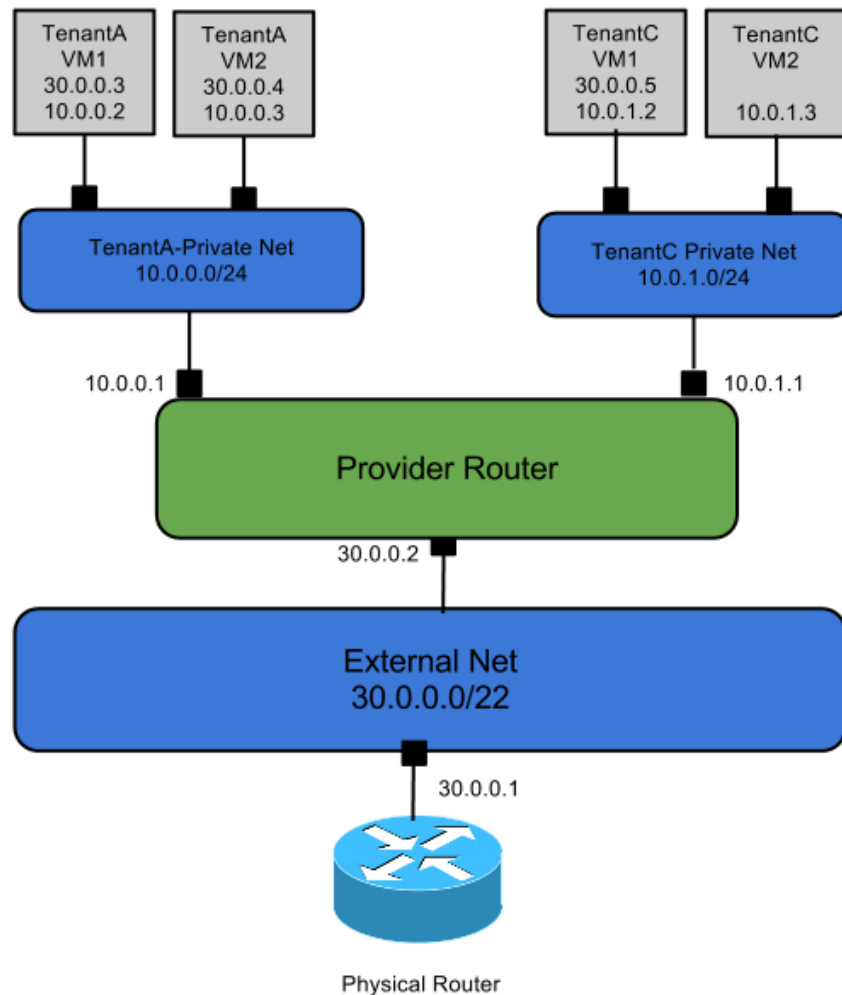 TenantA
VM1
30.0.0.3
10.0.0.2
TenantA
VM2
30.0.0.4
10.0.0.3
TenantC
VM1
30.0.0.5
10.0.1.2
TenantC
VM2
10.0.1.3
TenantA-Private Net
10.0.0.0/24
TenantC Private Net
10.0.1.0/24
10.0.0.1
10.0.1.1
Provider Router
30.0.0.2
External Net
30.0.0.0/22
30.0.0.1
Physical Router